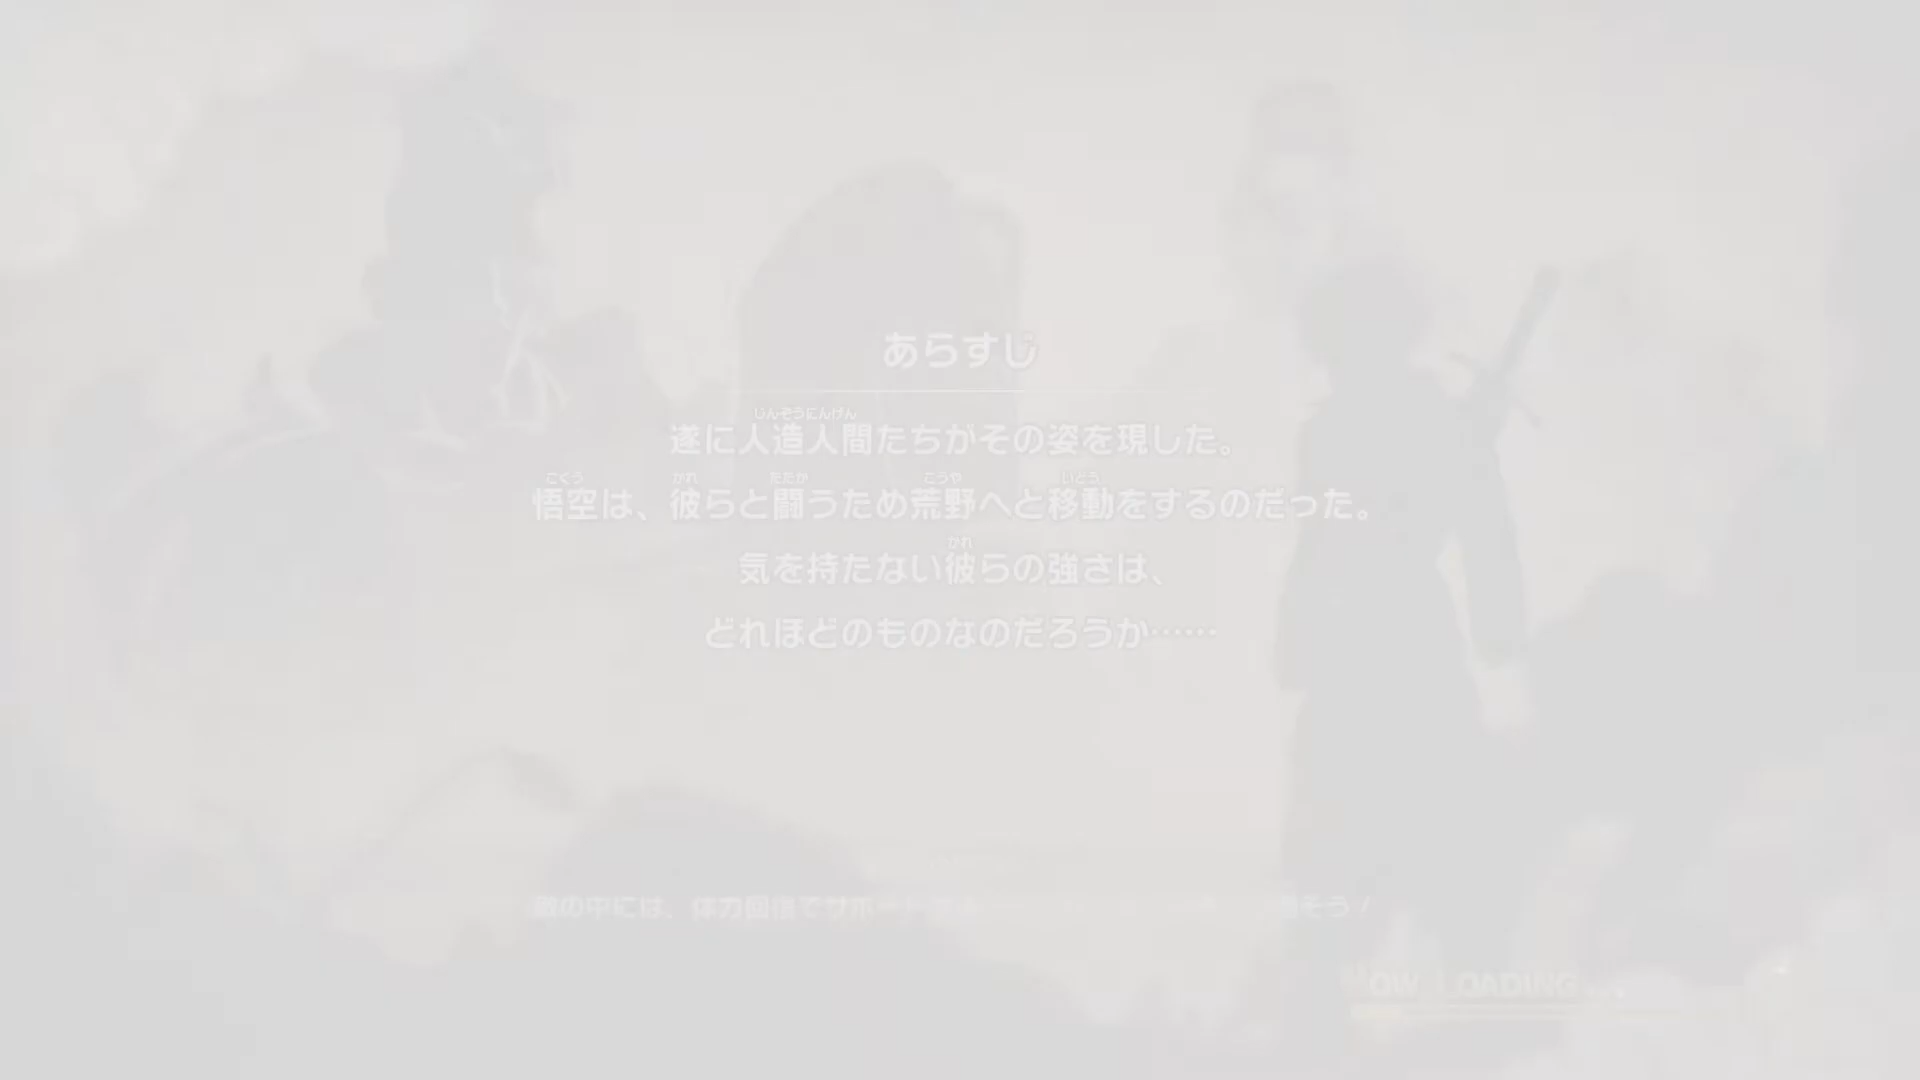 あらすじ
じんぞうにんげん
遂に人造人間たちがその姿を現した。
ごくう かれ たたか こうや いどう
悟空は、彼らと闘うため荒野へと移動をするのだった。
かれ
気を持たない彼らの強さは、
どれほどのものなのだろうか……
敵の中には、体力回復でサポート
NOW LOADING